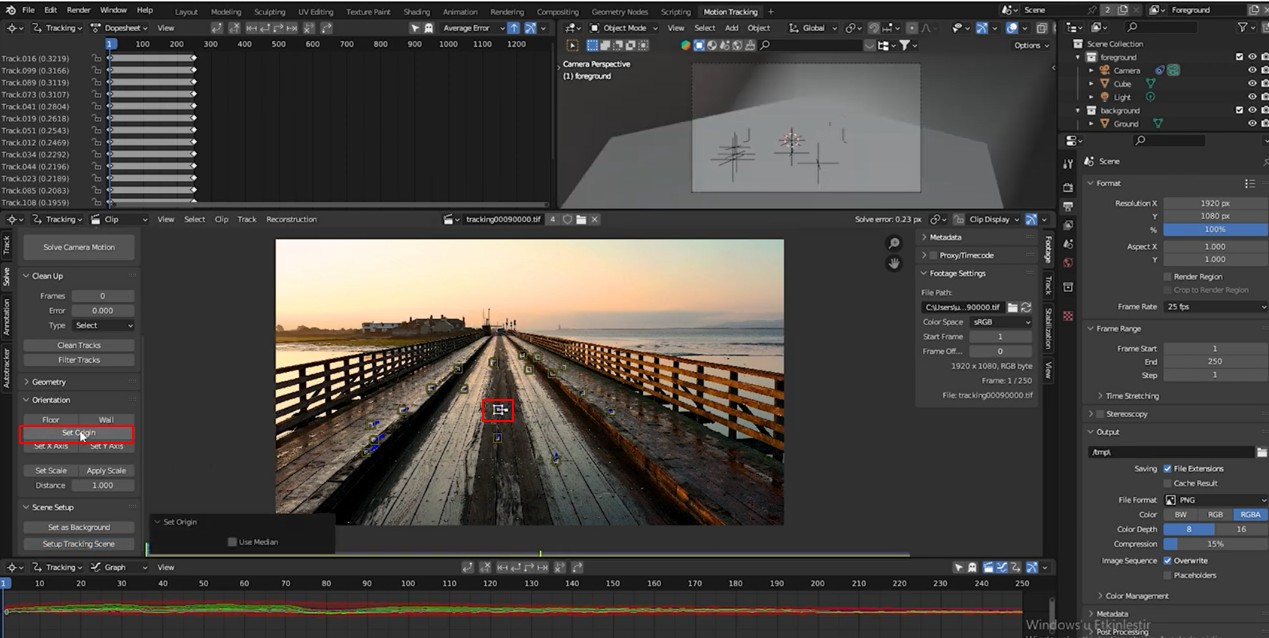 File Edit Render Window Help Layout Modeling Sculpting UV Editing Texture Paint Shading Animation Rendering Compositing Geometry Nodes Scripting Motion Tracking + Scene 2 Foreground
Tracking Dopesheet View Average Error Object Mode View Select Add Object Global
1 100 200 300 400 500 600 700 800 900 1000 1100 1200
Options
Track.016 (0.3219)
Track.099 (0.3166)
Track.089 (0.3119)
Track.073 (0.3107)
Track.041 (0.2804)
Track.019 (0.2618)
Track.051 (0.2543)
Track.012 (0.2469)
Track.034 (0.2292)
Track.044 (0.2196)
Track.023 (0.2189)
Track.085 (0.2083)
Track.108 (0.1959)
Camera Perspective
(1) foreground
Scene Collection
foreground
Camera
Cube
Light
background
Ground
Tracking Clip View Select Clip Track Reconstruction tracking00090000.tif 4 Solve error: 0.23 px Clip Display
Track
Solve
Annotation
Autotracker
Solve Camera Motion
Clean Up
Frames 0
Error 0.000
Type Select
Clean Tracks
Filter Tracks
Geometry
Orientation
Floor Wall
Set Origin
Set X Axis Set Y Axis
Set Scale Apply Scale
Distance 1.000
Scene Setup
Set as Background
Setup Tracking Scene
Set Origin
Use Median
Metadata
Proxy/Timecode
Footage Settings
File Path:
C:\Users\u...90000.tif
Color Space sRGB
Start Frame 1
Frame Off... 0
1920 x 1080, RGB byte
Frame: 1 / 250
File: tracking00090000.tif
Footage
Track
Stabilization
View
Scene
Format
Resolution X 1920 px
Y 1080 px
% 100%
Aspect X 1.000
Y 1.000
Render Region
Crop to Render Region
Frame Rate 25 fps
Frame Range
Frame Start 1
End 250
Step 1
Time Stretching
Stereoscopy
Output
/tmp\
Saving File Extensions
Cache Result
File Format PNG
Color BW RGB RGBA
Color Depth 8 16
Compression 15%
Image Sequence Overwrite
Placeholders
Color Management
Metadata
Post Processing
Tracking Graph View
1 10 20 30 40 50 60 70 80 90 100 110 120 130 140 150 160 170 180 190 200 210 220 230 240 250
0
Windows'u Etkinleştir